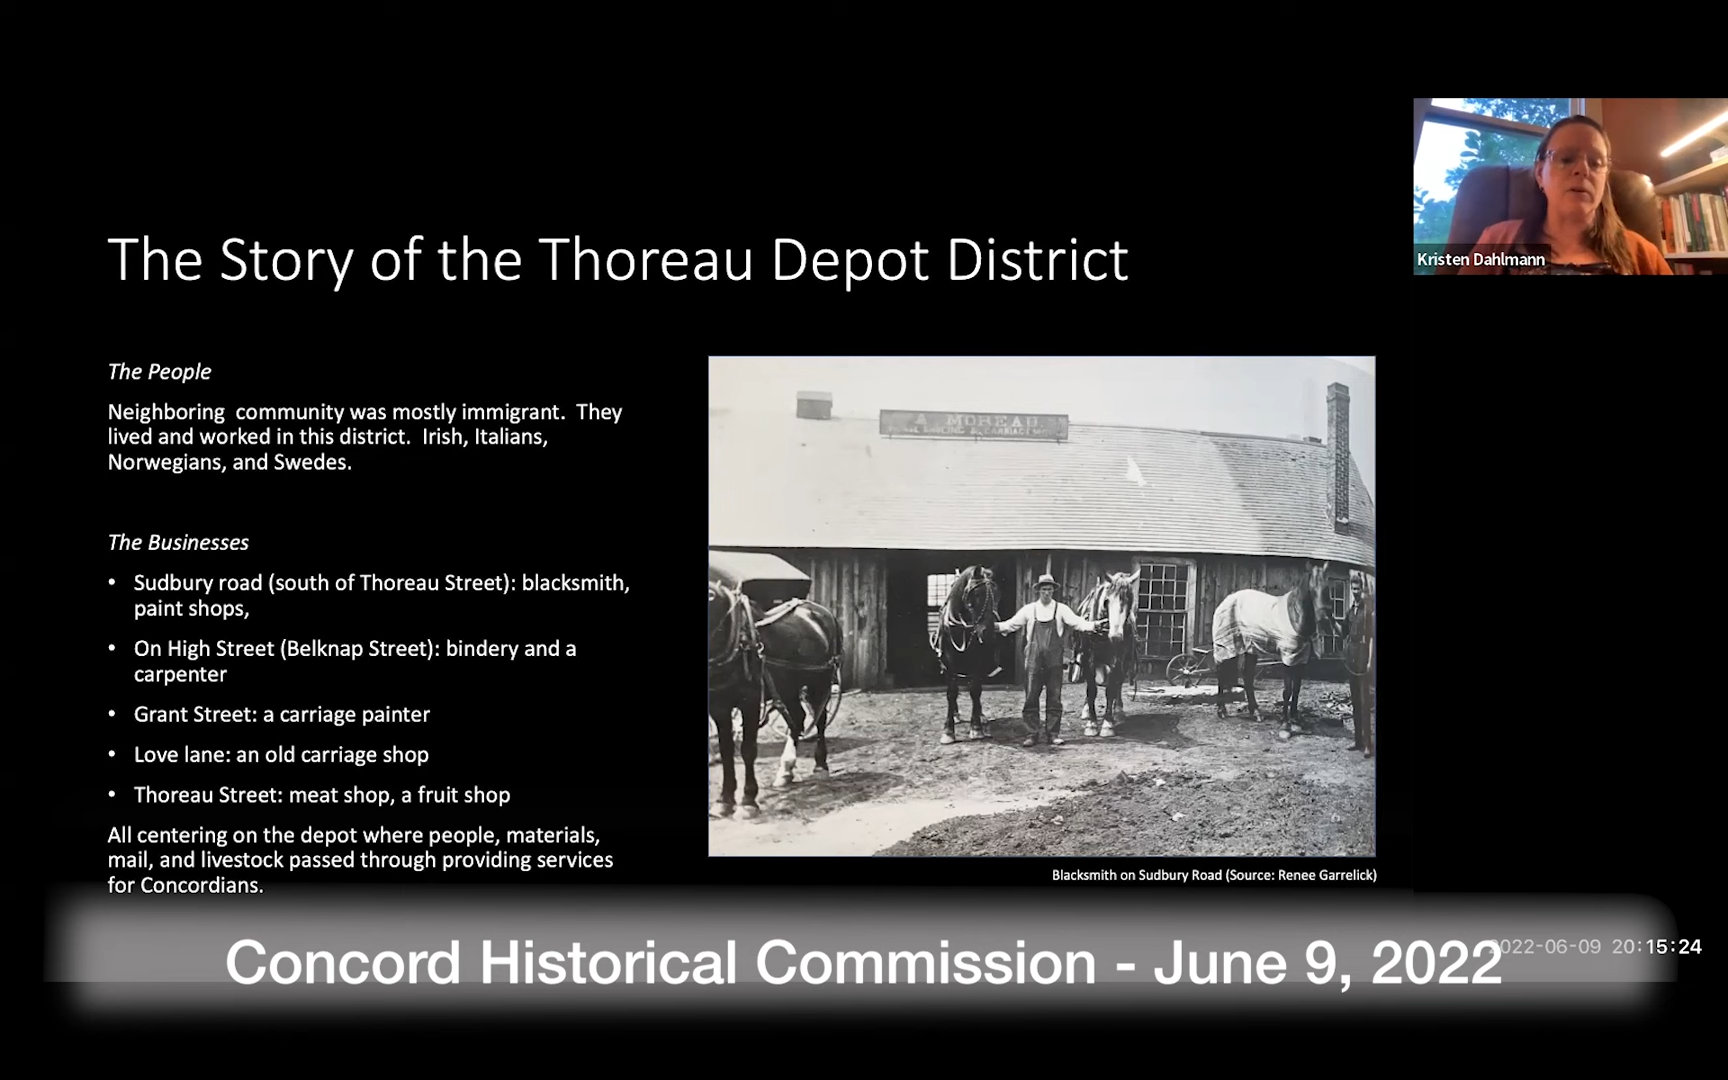 Kristen Dahlmann
The Story of the Thoreau Depot District
The People
Neighboring community was mostly immigrant. They
lived and worked in this district. Irish, Italians,
Norwegians, and Swedes.
The Businesses
• Sudbury road (south of Thoreau Street): blacksmith,
paint shops,
• On High Street (Belknap Street): bindery and a
carpenter
• Grant Street: a carriage painter
• Love lane: an old carriage shop
• Thoreau Street: meat shop, a fruit shop
All centering on the depot where people, materials,
mail, and livestock passed through providing services
for Concordians.
A. MOREAU.
Blacksmith on Sudbury Road (Source: Renee Garrelick)
Concord Historical Commission - June 9, 2022
2022-06-09 20:15:24